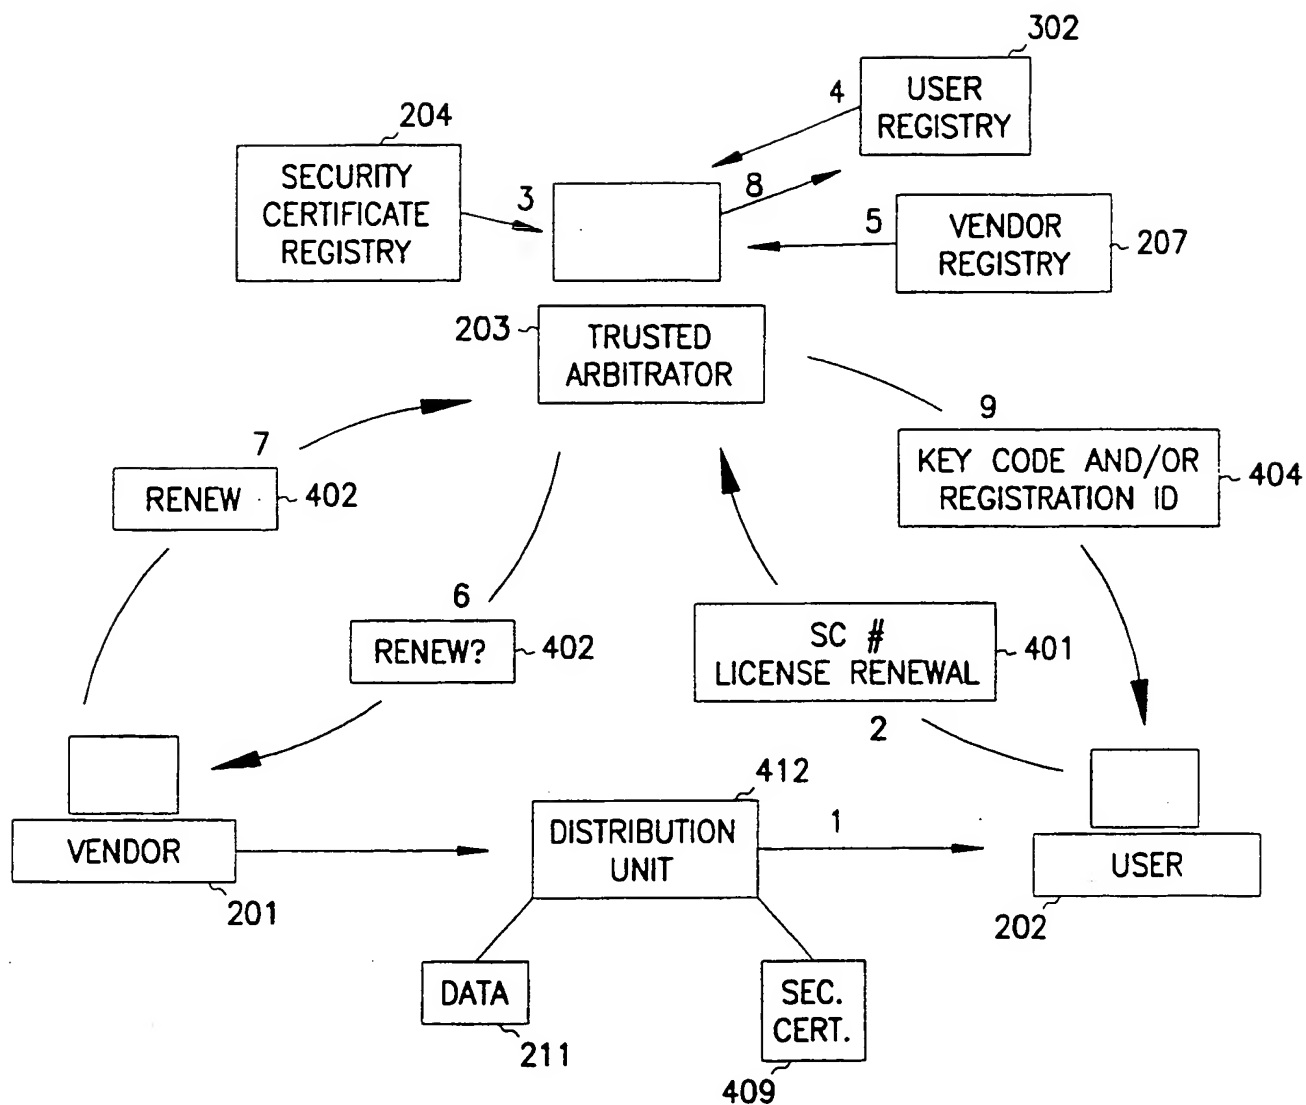 302
USER
REGISTRY
4
204
SECURITY
CERTIFICATE
REGISTRY
3
8
5
VENDOR
REGISTRY
207
203
TRUSTED
ARBITRATOR
9
KEY CODE AND/OR
REGISTRATION ID
404
7
RENEW
402
6
RENEW?
402
SC #
LICENSE RENEWAL
401
2
VENDOR
201
412
DISTRIBUTION
UNIT
1
USER
202
DATA
211
SEC.
CERT.
409